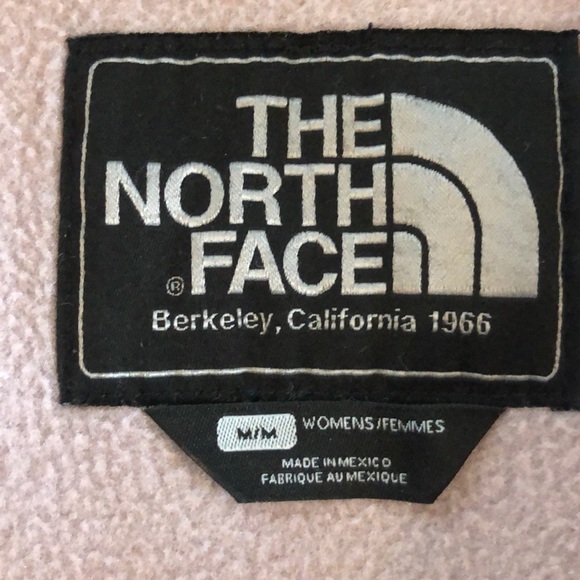 THE
NORTH
FACE
®
Berkeley, California 1966
M/M WOMENS/FEMMES
MADE IN MEXICO
FABRIQUE AU MEXIQUE